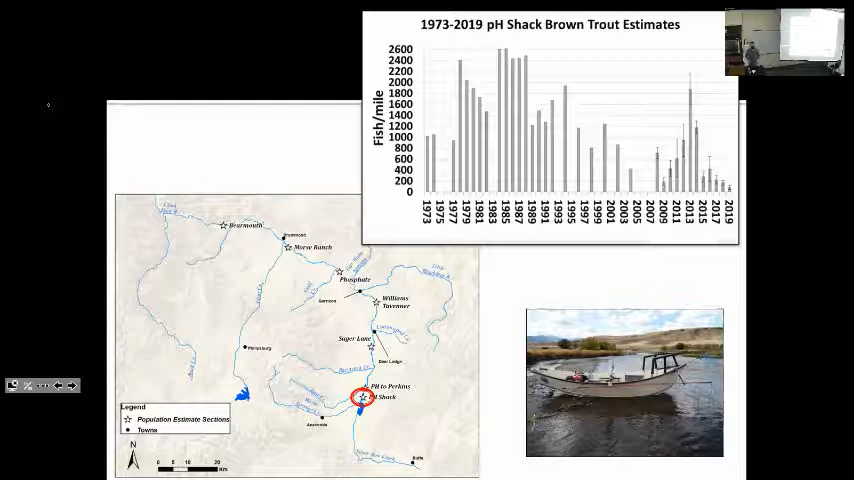 1973-2019 pH Shack Brown Trout Estimates
Fish/mile
2600
2400
2200
2000
1800
1600
1400
1200
1000
800
600
400
200
0
1973
1975
1977
1979
1981
1983
1985
1987
1989
1991
1993
1995
1997
1999
2001
2003
2005
2007
2009
2011
2013
2015
2017
2019
Bearmouth
Drummond
Morse Ranch
Phosphate
Garrison
Williams
Tavenner
Sager Lane
Deer Lodge
Philipsburg
PH to Perkins
PH Shack
Anaconda
Butte
Legend
Population Estimate Sections
Towns
N
0 5 10 20
Km